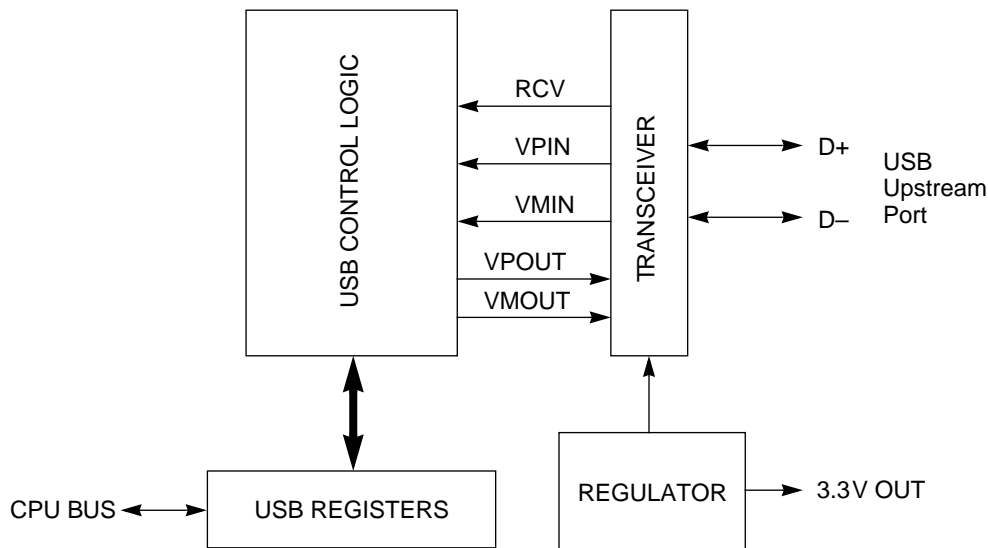 USB CONTROL LOGIC
RCV
VPIN
VMIN
VPOUT
VMOUT
TRANSCEIVER
D+
D–
USB
Upstream
Port
CPU BUS
USB REGISTERS
REGULATOR
3.3V OUT